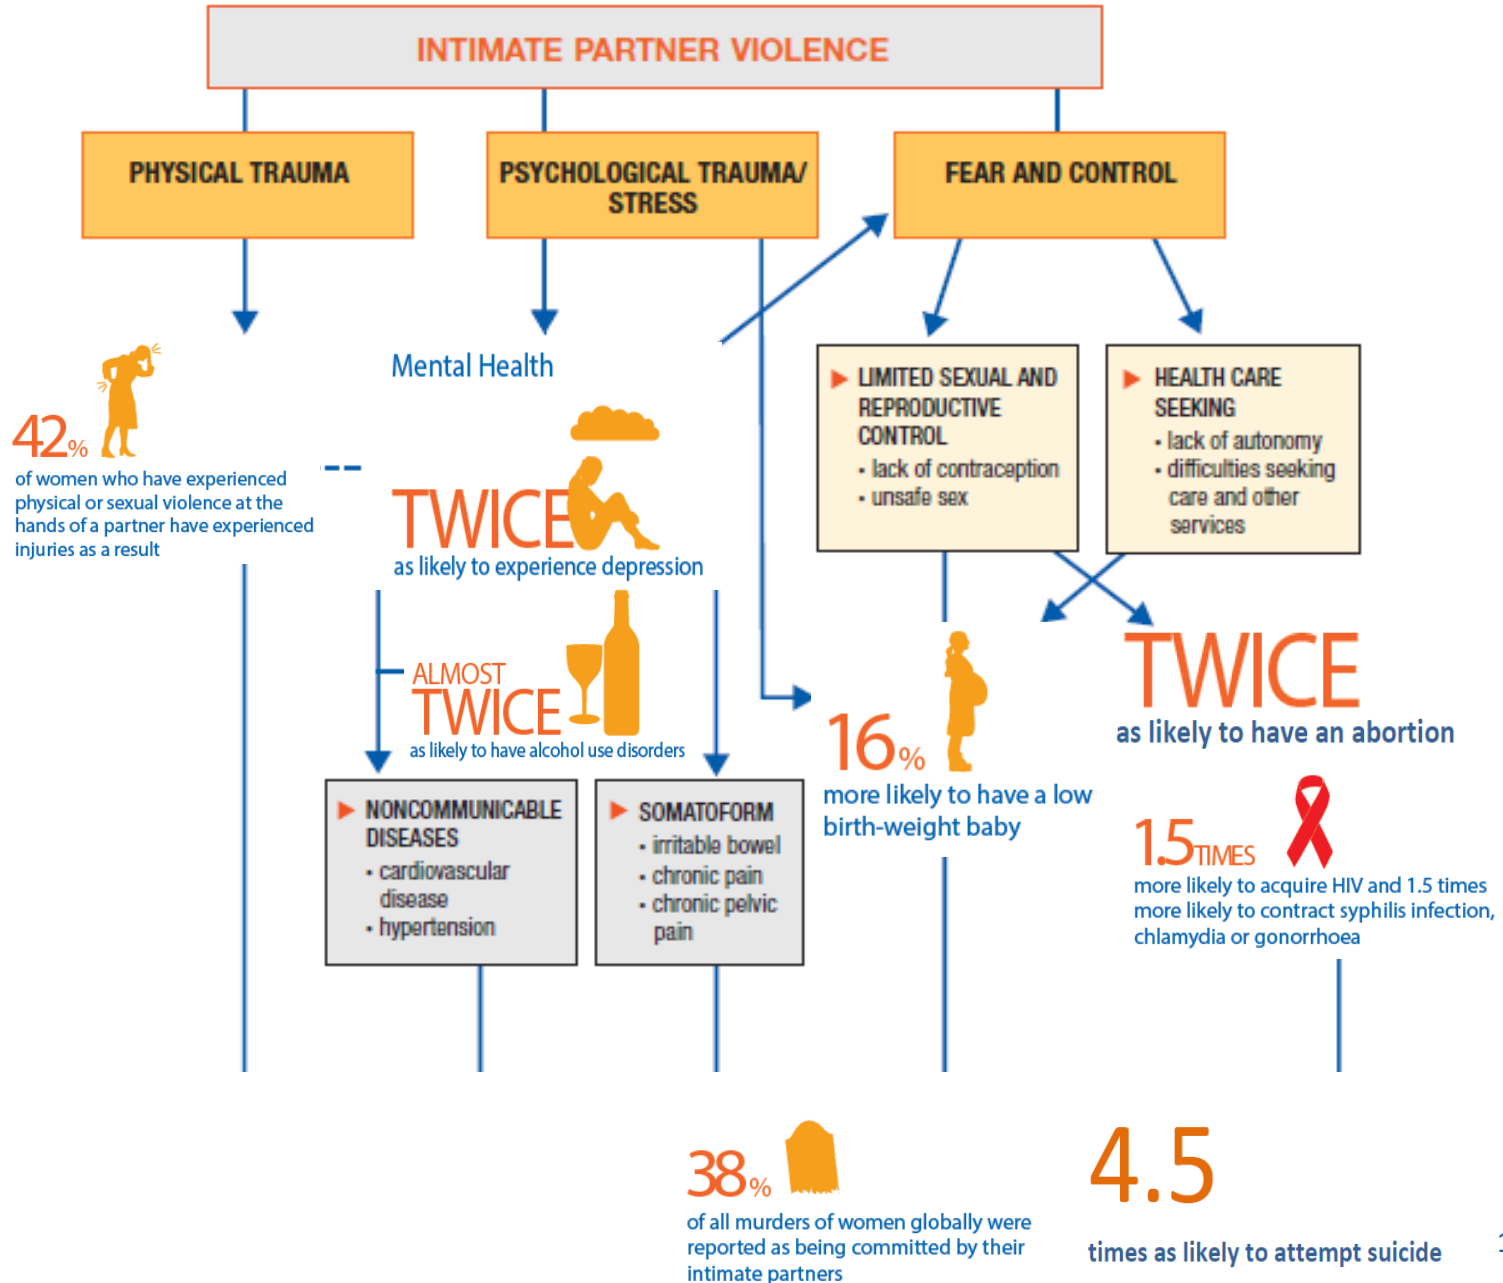 INTIMATE PARTNER VIOLENCE
PHYSICAL TRAUMA
PSYCHOLOGICAL TRAUMA/
STRESS
FEAR AND CONTROL
42%
of women who have experienced
physical or sexual violence at the
hands of a partner have experienced
injuries as a result
Mental Health
TWICE
as likely to experience depression
ALMOST
TWICE
as likely to have alcohol use disorders
LIMITED SEXUAL AND
REPRODUCTIVE
CONTROL
• lack of contraception
• unsafe sex
HEALTH CARE
SEEKING
• lack of autonomy
• difficulties seeking
care and other
services
NONCOMMUNICABLE
DISEASES
• cardiovascular
disease
• hypertension
SOMATOFORM
• irritable bowel
• chronic pain
• chronic pelvic
pain
16%
more likely to have a low
birth-weight baby
TWICE
as likely to have an abortion
1.5 TIMES
more likely to acquire HIV and 1.5 times
more likely to contract syphilis infection,
chlamydia or gonorrhoea
38%
of all murders of women globally were
reported as being committed by their
intimate partners
4.5
times as likely to attempt suicide